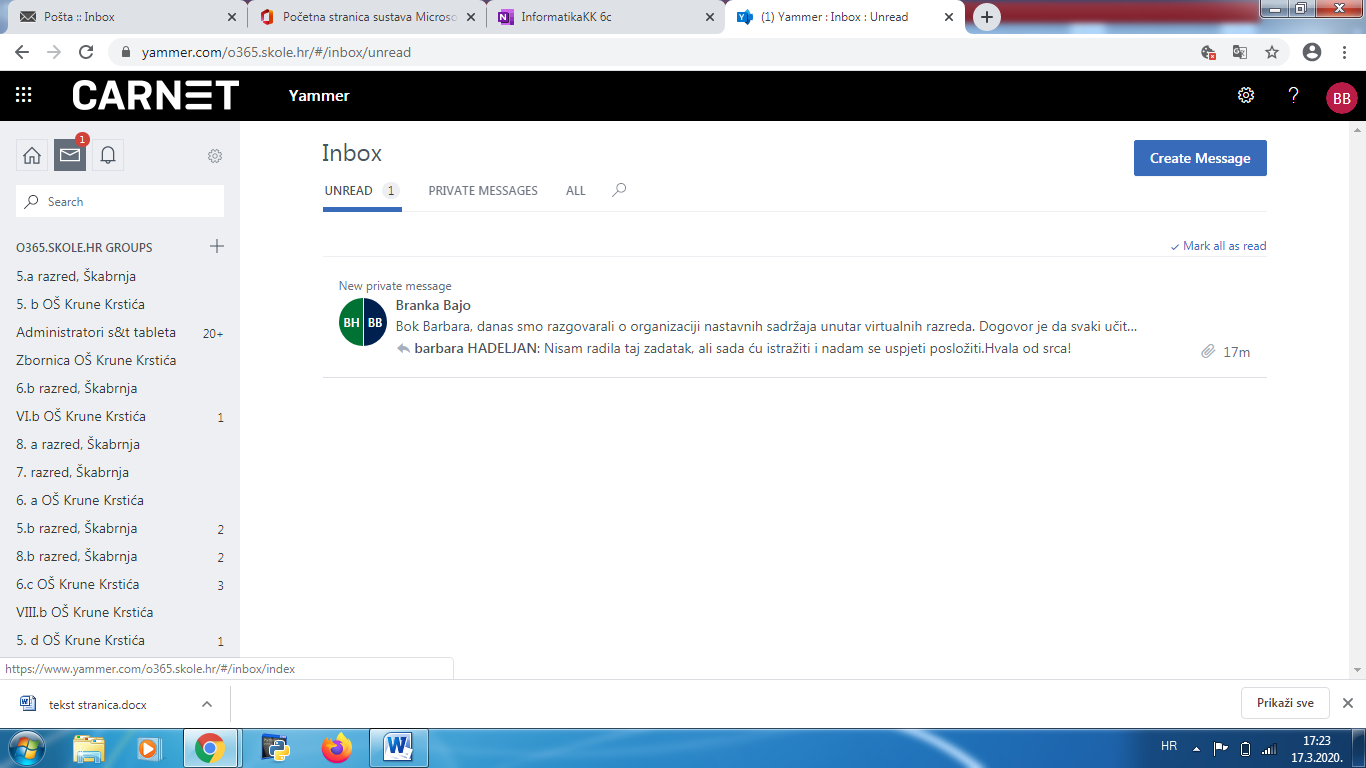 Pošta :: Inbox
Početna stranica sustava Microso
InformatikaKK 6c
(1) Yammer : Inbox : Unread
yammer.com/o365.skole.hr/#/inbox/unread
CARNET
Yammer
?
BB
1
Search
O365.SKOLE.HR GROUPS
5.a razred, Škabrnja
5. b OŠ Krune Krstića
Administratori s&t tableta 20+
Zbornica OŠ Krune Krstića
6.b razred, Škabrnja
VI.b OŠ Krune Krstića 1
8. a razred, Škabrnja
7. razred, Škabrnja
6. a OŠ Krune Krstića
5.b razred, Škabrnja 2
8.b razred, Škabrnja 2
6.c OŠ Krune Krstića 3
VIII.b OŠ Krune Krstića
5. d OŠ Krune Krstića 1
Inbox
Create Message
UNREAD 1 PRIVATE MESSAGES ALL
Mark all as read
New private message
BH BB
Branka Bajo
Bok Barbara, danas smo razgovarali o organizaciji nastavnih sadržaja unutar virtualnih razreda. Dogovor je da svaki učit...
barbara HADELJAN: Nisam radila taj zadatak, ali sada ću istražiti i nadam se uspjeti posložiti.Hvala od srca!
17m
https://www.yammer.com/o365.skole.hr/#/inbox/index
tekst stranica.docx
Prikaži sve
HR
17:23
17.3.2020.